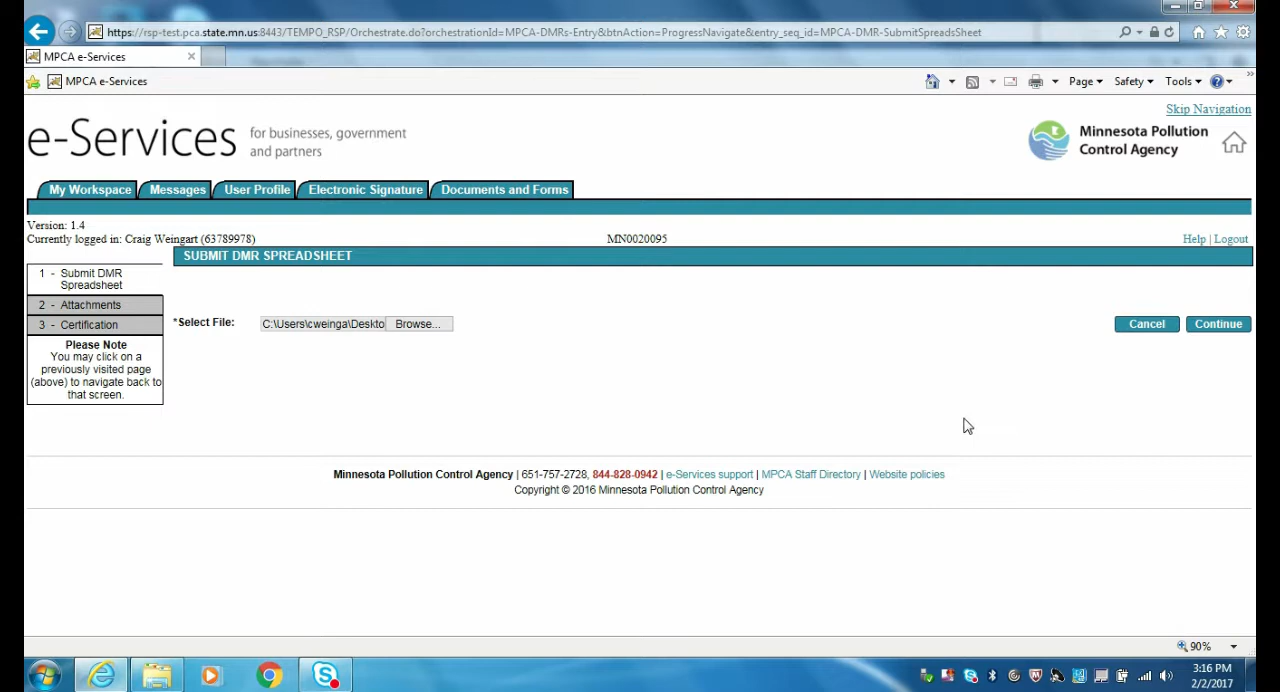 https://rsp-test.pca.state.mn.us:8443/TEMPO_RSP/Orchestrate.do?orchestrationId=MPCA-DMRs-Entry&btnAction=ProgressNavigate&entry_seq_id=MPCA-DMR-SubmitSpreadsSheet
MPCA e-Services
MPCA e-Services
Page
Safety
Tools
Skip Navigation
e-Services
for businesses, government
and partners
Minnesota Pollution
Control Agency
My Workspace
Messages
User Profile
Electronic Signature
Documents and Forms
Version: 1.4
Currently logged in: Craig Weingart (63789978)
MN0020095
Help | Logout
SUBMIT DMR SPREADSHEET
1 - Submit DMR
Spreadsheet
2 - Attachments
3 - Certification
Please Note
You may click on a
previously visited page
(above) to navigate back to
that screen.
*Select File:
C:\Users\cweinga\Deskto
Browse...
Cancel
Continue
Minnesota Pollution Control Agency | 651-757-2728, 844-828-0942 | e-Services support | MPCA Staff Directory | Website policies
Copyright © 2016 Minnesota Pollution Control Agency
90%
3:16 PM
2/2/2017